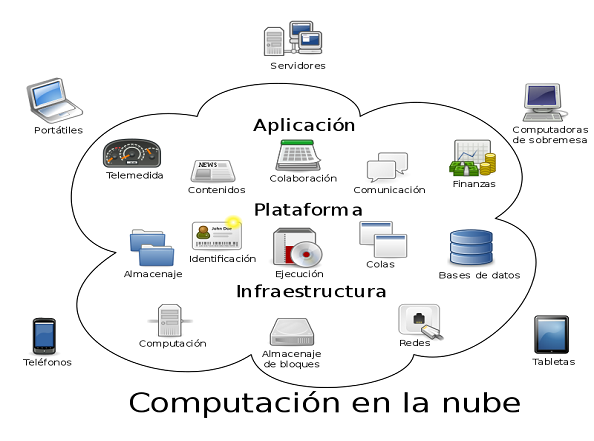 Servidores
Portátiles
Computadoras
de sobremesa
Aplicación
Telemedida
NEWS
Contenidos
Colaboración
Comunicación
Finanzas
Plataforma
John Doe
Almacenaje
Identificación
Ejecución
Colas
Bases de datos
Infraestructura
Computación
Almacenaje
de bloques
Redes
Teléfonos
Tabletas
Computación en la nube